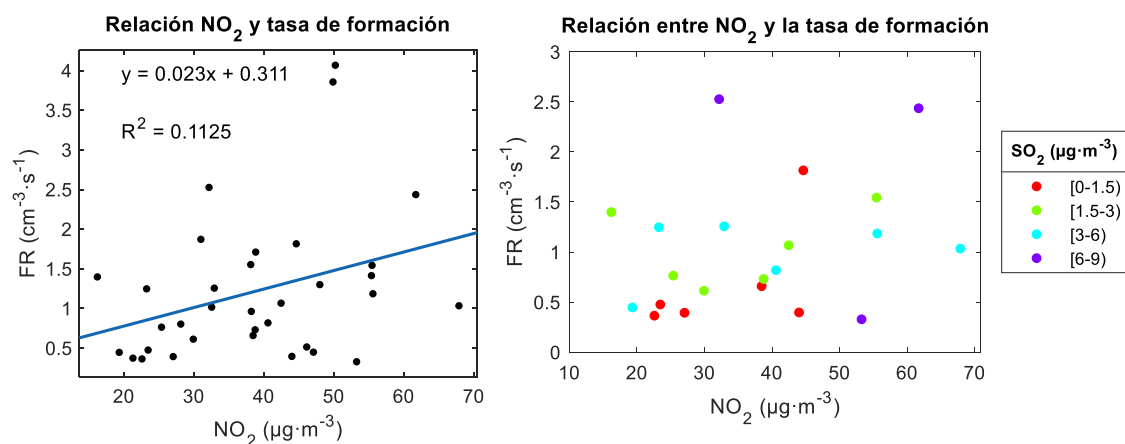 Relación NO2 y tasa de formación
y = 0.023x + 0.311
R2 = 0.1125
4
3.5
3
2.5
2
1.5
1
0.5
FR (cm-3·s-1)
20 30 40 50 60 70
NO2 (µg·m-3)
Relación entre NO2 y la tasa de formación
3
2.5
2
1.5
1
0.5
0
FR (cm-3·s-1)
10 20 30 40 50 60 70
NO2 (µg·m-3)
SO2 (µg·m-3)
[0-1.5)
[1.5-3)
[3-6)
[6-9)